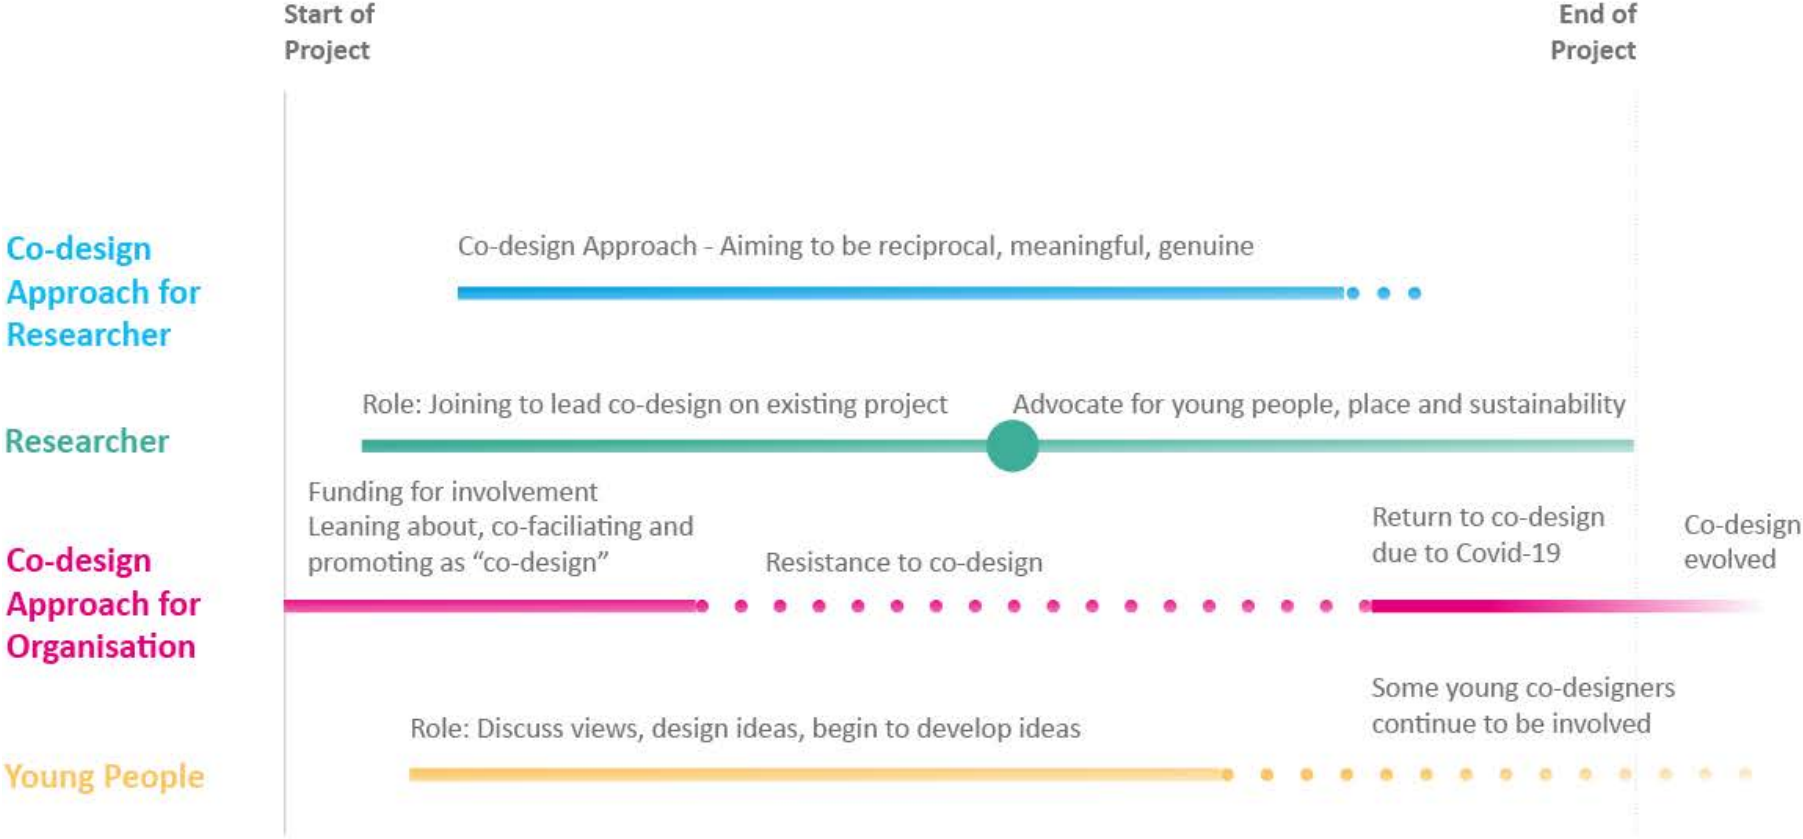 Start of
Project
End of
Project
Co-design
Approach for
Researcher
Co-design Approach - Aiming to be reciprocal, meaningful, genuine
Researcher
Role: Joining to lead co-design on existing project
Advocate for young people, place and sustainability
Co-design
Approach for
Organisation
Funding for involvement
Leaning about, co-faciliating and
promoting as “co-design”
Resistance to co-design
Return to co-design
due to Covid-19
Co-design
evolved
Young People
Role: Discuss views, design ideas, begin to develop ideas
Some young co-designers
continue to be involved